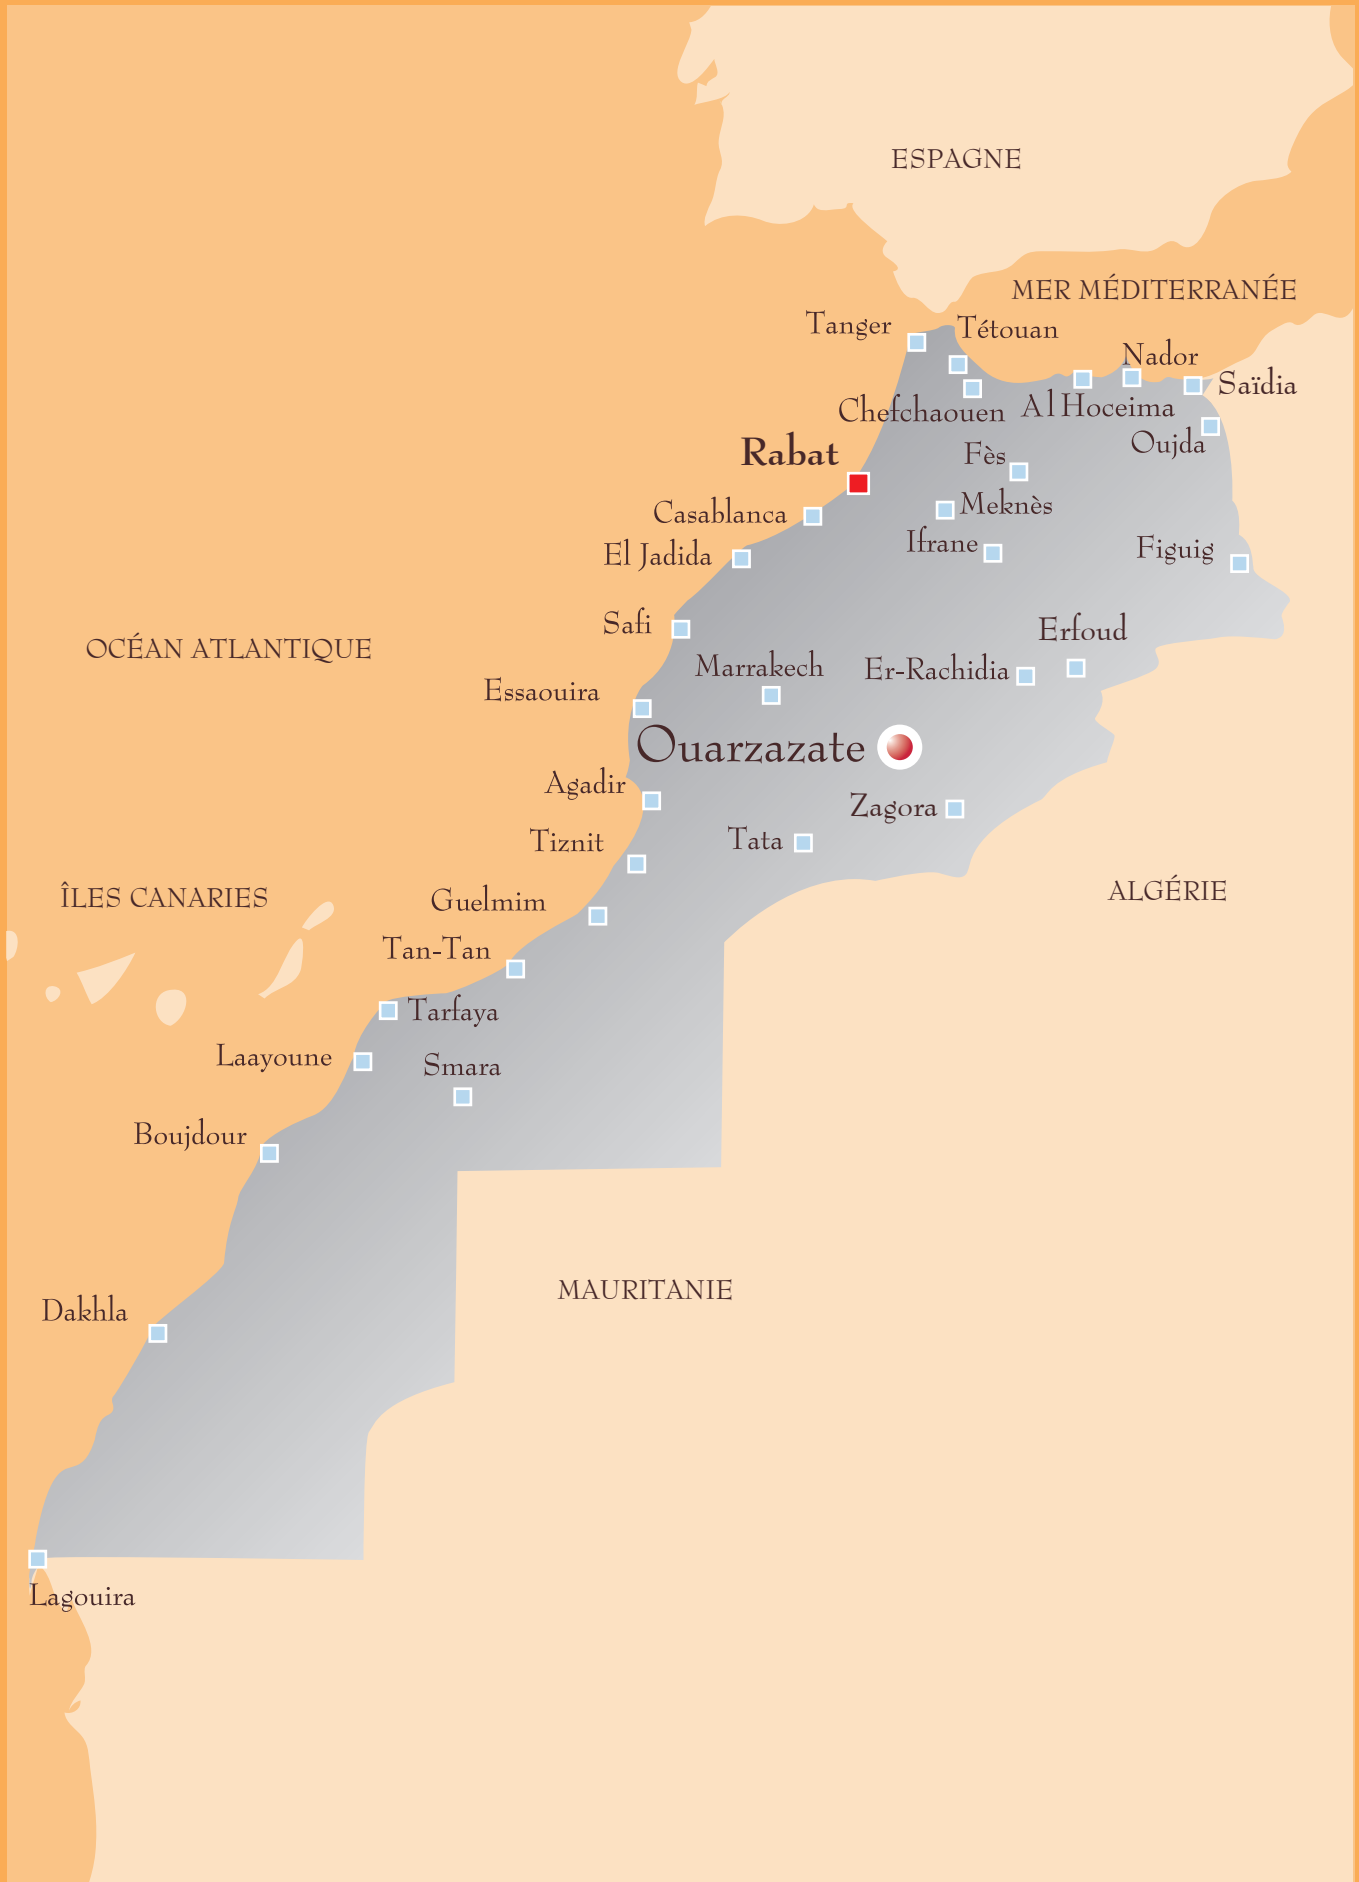 ESPAGNE
MER MÉDITERRANÉE
Tanger
Tétouan
Nador
Saïdia
Chefchaouen
Al Hoceima
Oujda
Rabat
Fès
Casablanca
Meknès
El Jadida
Ifrane
Figuig
Safi
Erfoud
OCÉAN ATLANTIQUE
Marrakech
Er-Rachidia
Essaouira
Ouarzazate
Agadir
Zagora
Tiznit
Tata
ÎLES CANARIES
Guelmim
ALGÉRIE
Tan-Tan
Tarfaya
Laayoune
Smara
Boujdour
MAURITANIE
Dakhla
Lagouira